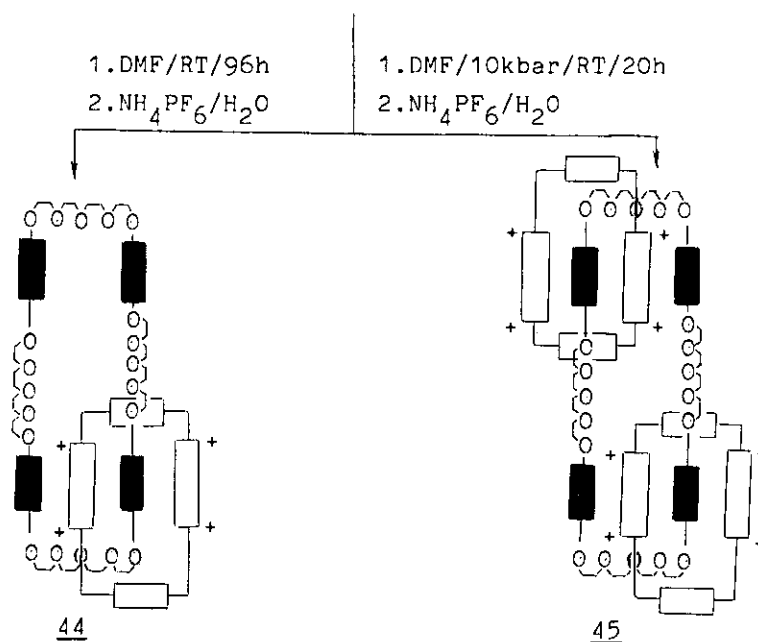 1.DMF/RT/96h
2.NH4PF6/H2O
1.DMF/10kbar/RT/20h
2.NH4PF6/H2O
O O O O O
O O O O O
O O O O O
O O O O O
+ +
+ +
44
O O O O O
O O O O O
O O O O O
O O O O O
+ +
+ +
+
+
45